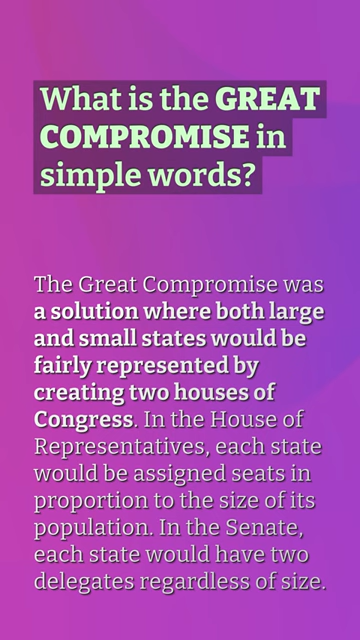 What is the GREAT
COMPROMISE in
simple words?
The Great Compromise was
a solution where both large
and small states would be
fairly represented by
creating two houses of
Congress. In the House of
Representatives, each state
would be assigned seats in
proportion to the size of its
population. In the Senate,
each state would have two
delegates regardless of size.